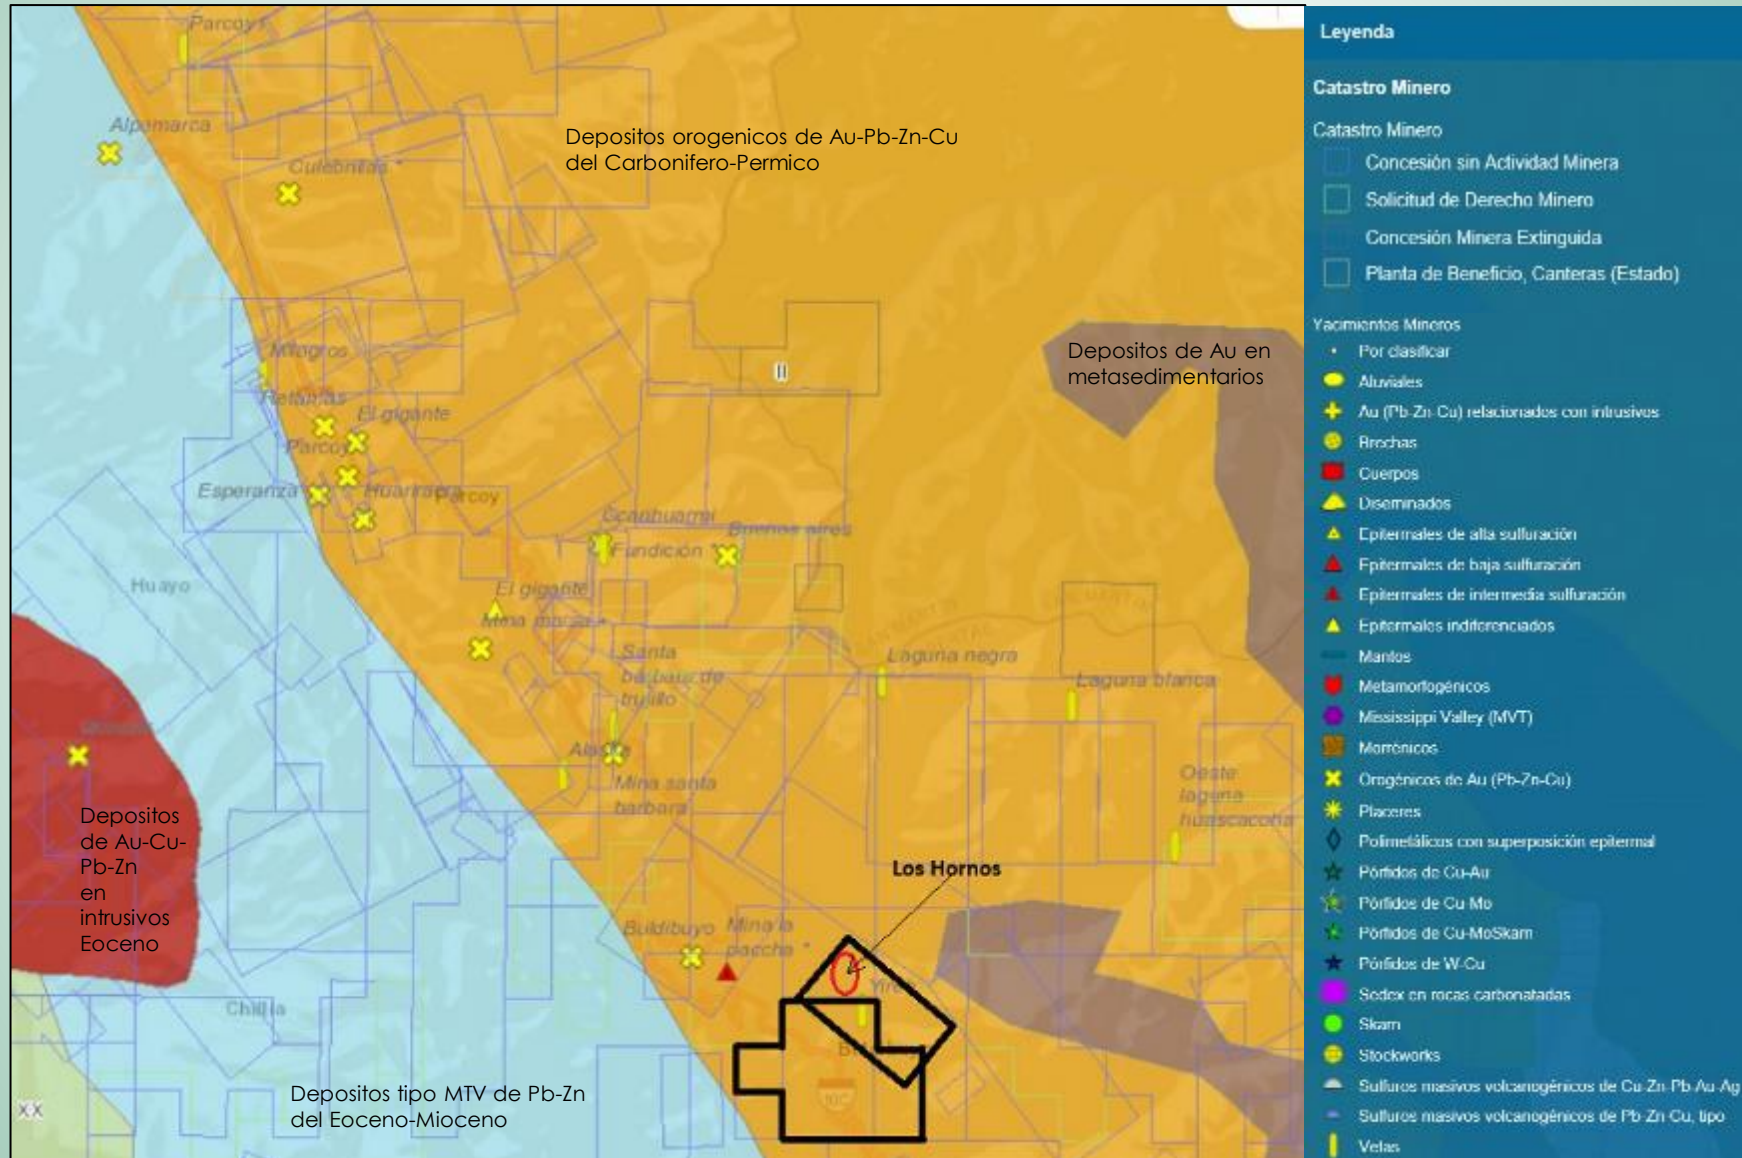 Parcoy
Alpamarca
Culebrillas *
Depositos orogenicos de Au-Pb-Zn-Cu
del Carbonifero-Permico
Milagros
Retamas
El gigante
Parcoy
Esperanza
Parcoy
II
Depositos de Au en
metasedimentarios
Huayo
Buenos aires
Fundición *
El gigante
Santa
barbara de
trujillo
Laguna negra
Laguna blanca
Mina santa
barbara
Oeste
laguna
huascacocha
Depositos
de Au-Cu-
Pb-Zn
en
intrusivos
Eoceno
Los Hornos
Buldibuyo
Mina la
paccha *
Chillia
Depositos tipo MTV de Pb-Zn
del Eoceno-Mioceno
XX
Leyenda
Catastro Minero
Catastro Minero
Concesión sin Actividad Minera
Solicitud de Derecho Minero
Concesión Minera Extinguida
Planta de Beneficio, Canteras (Estado)
Yacimientos Mineros
Por clasificar
Aluviales
Au (Pb-Zn-Cu) relacionados con intrusivos
Brechas
Cuerpos
Diseminados
Epitermales de alta sulfuración
Epitermales de baja sulfuración
Epitermales de intermedia sulfuración
Epitermales indiferenciados
Mantos
Metamorfogénicos
Mississippi Valley (MVT)
Morrénicos
Orogénicos de Au (Pb-Zn-Cu)
Placeres
Polimetálicos con superposición epitermal
Pórfidos de Cu-Au
Pórfidos de Cu-Mo
Pórfidos de Cu-MoSkarn
Pórfidos de W-Cu
Sedex en rocas carbonatadas
Skarn
Stockworks
Sulfuros masivos volcanogénicos de Cu-Zn-Pb-Au-Ag
Sulfuros masivos volcanogénicos de Pb-Zn-Cu, tipo
Vetas